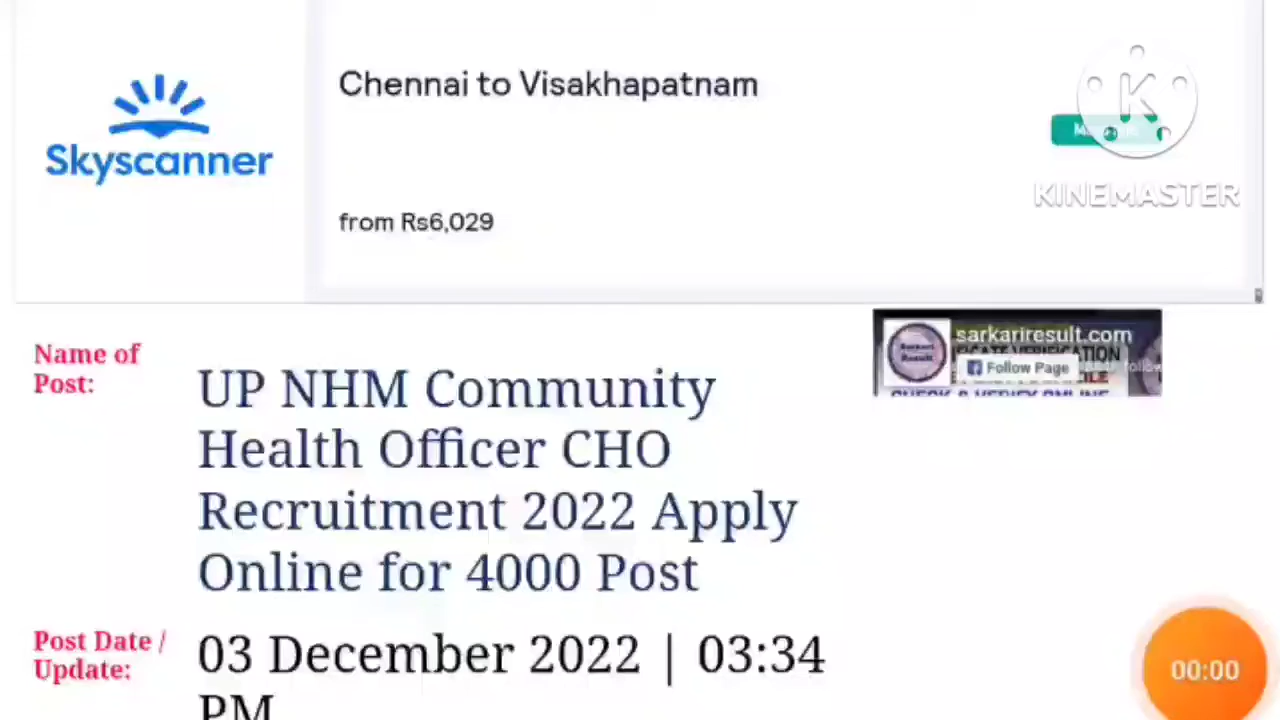 Skyscanner
Chennai to Visakhapatnam
from Rs6,029
K
KINEMASTER
sarkariresult.com
Follow Page
Name of
Post:
UP NHM Community
Health Officer CHO
Recruitment 2022 Apply
Online for 4000 Post
Post Date /
Update:
03 December 2022 | 03:34
PM
00:00